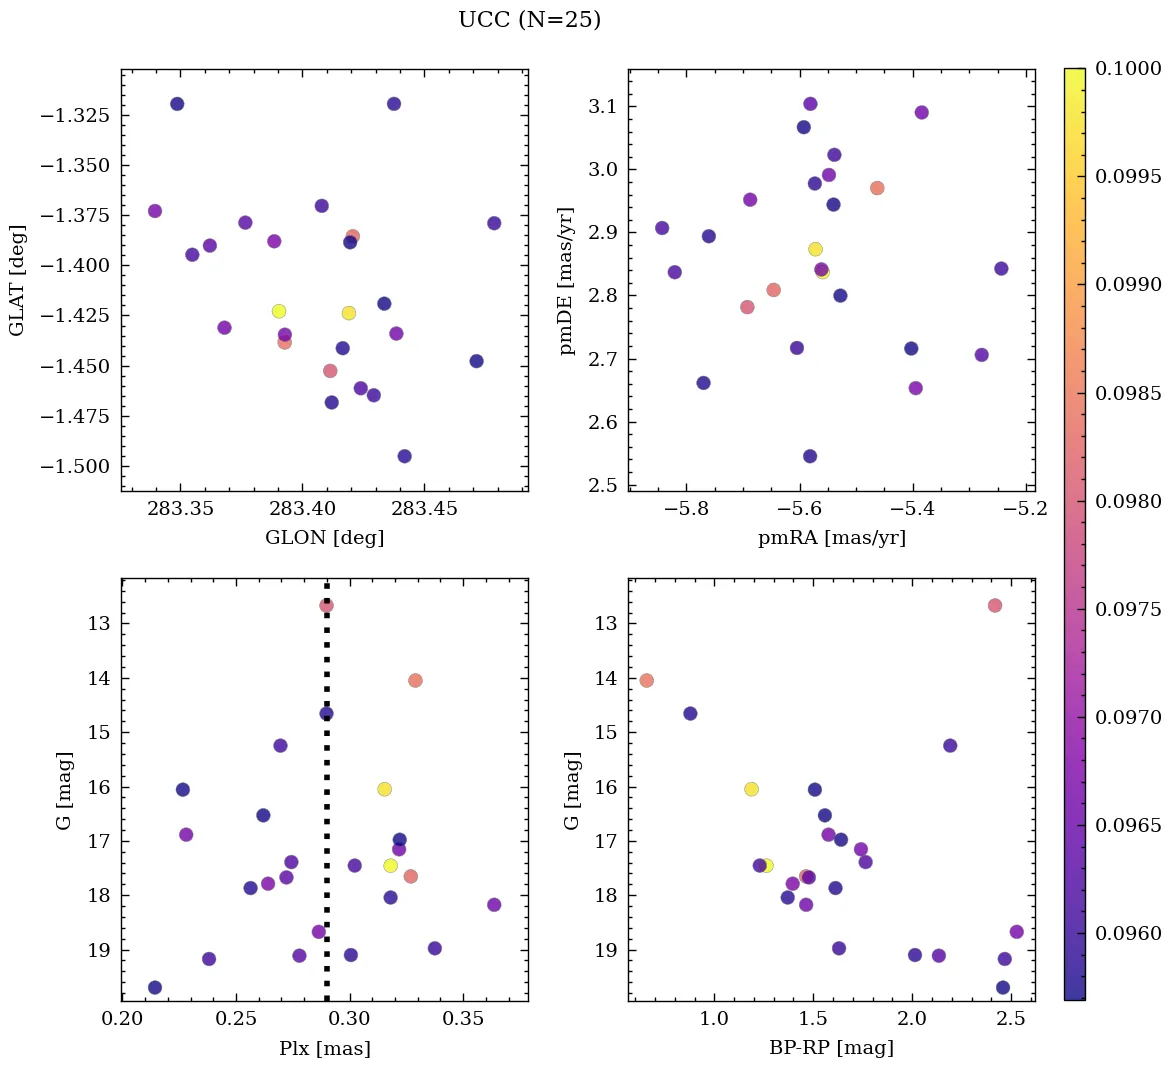 UCC (N=25)
−1.325
−1.350
−1.375
−1.400
−1.425
−1.450
−1.475
−1.500
GLAT [deg]
283.35 283.40 283.45
GLON [deg]
3.1
3.0
2.9
2.8
2.7
2.6
2.5
pmDE [mas/yr]
−5.8 −5.6 −5.4 −5.2
pmRA [mas/yr]
13
14
15
16
17
18
19
G [mag]
0.20 0.25 0.30 0.35
Plx [mas]
13
14
15
16
17
18
19
G [mag]
1.0 1.5 2.0 2.5
BP-RP [mag]
0.1000
0.0995
0.0990
0.0985
0.0980
0.0975
0.0970
0.0965
0.0960